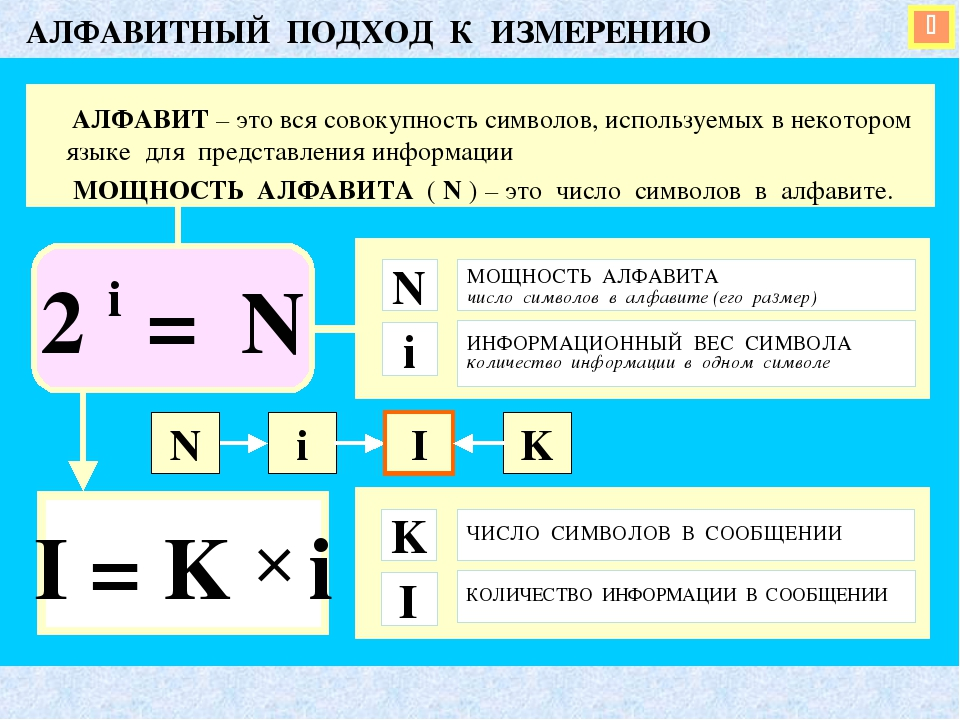 АЛФАВИТНЫЙ ПОДХОД К ИЗМЕРЕНИЮ
АЛФАВИТ – это вся совокупность символов, используемых в некотором
языке для представления информации
МОЩНОСТЬ АЛФАВИТА ( N ) – это число символов в алфавите.
2 i = N
N
МОЩНОСТЬ АЛФАВИТА
число символов в алфавите (его размер)
i
ИНФОРМАЦИОННЫЙ ВЕС СИМВОЛА
количество информации в одном символе
N i I K
I = K × i
K
ЧИСЛО СИМВОЛОВ В СООБЩЕНИИ
I
КОЛИЧЕСТВО ИНФОРМАЦИИ В СООБЩЕНИИ